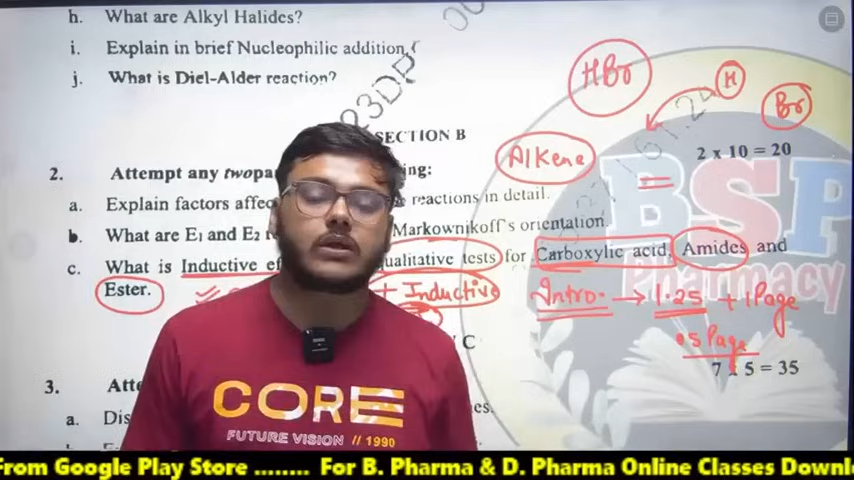 h. What are Alkyl Halides?
i. Explain in brief Nucleophilic addition.
j. What is Diel-Alder reaction?
HBr
H
Br
Alkene
SECTION B
2 x 10 = 20
2. Attempt any two
a. Explain factors reactions in detail.
b. What are E1 and E2 Markownikoff's orientation.
c. What is Inductive qualitative tests for Carboxylic acid, Amides and
Ester.
+ Inductive
Intro. → 1.25 + 1 Page
.5 Page
7 x 5 = 35
C
3.
a.
BSP
Pharmacy
CORE
FUTURE VISION // 1990
From Google Play Store ........ For B. Pharma & D. Pharma Online Classes Downl